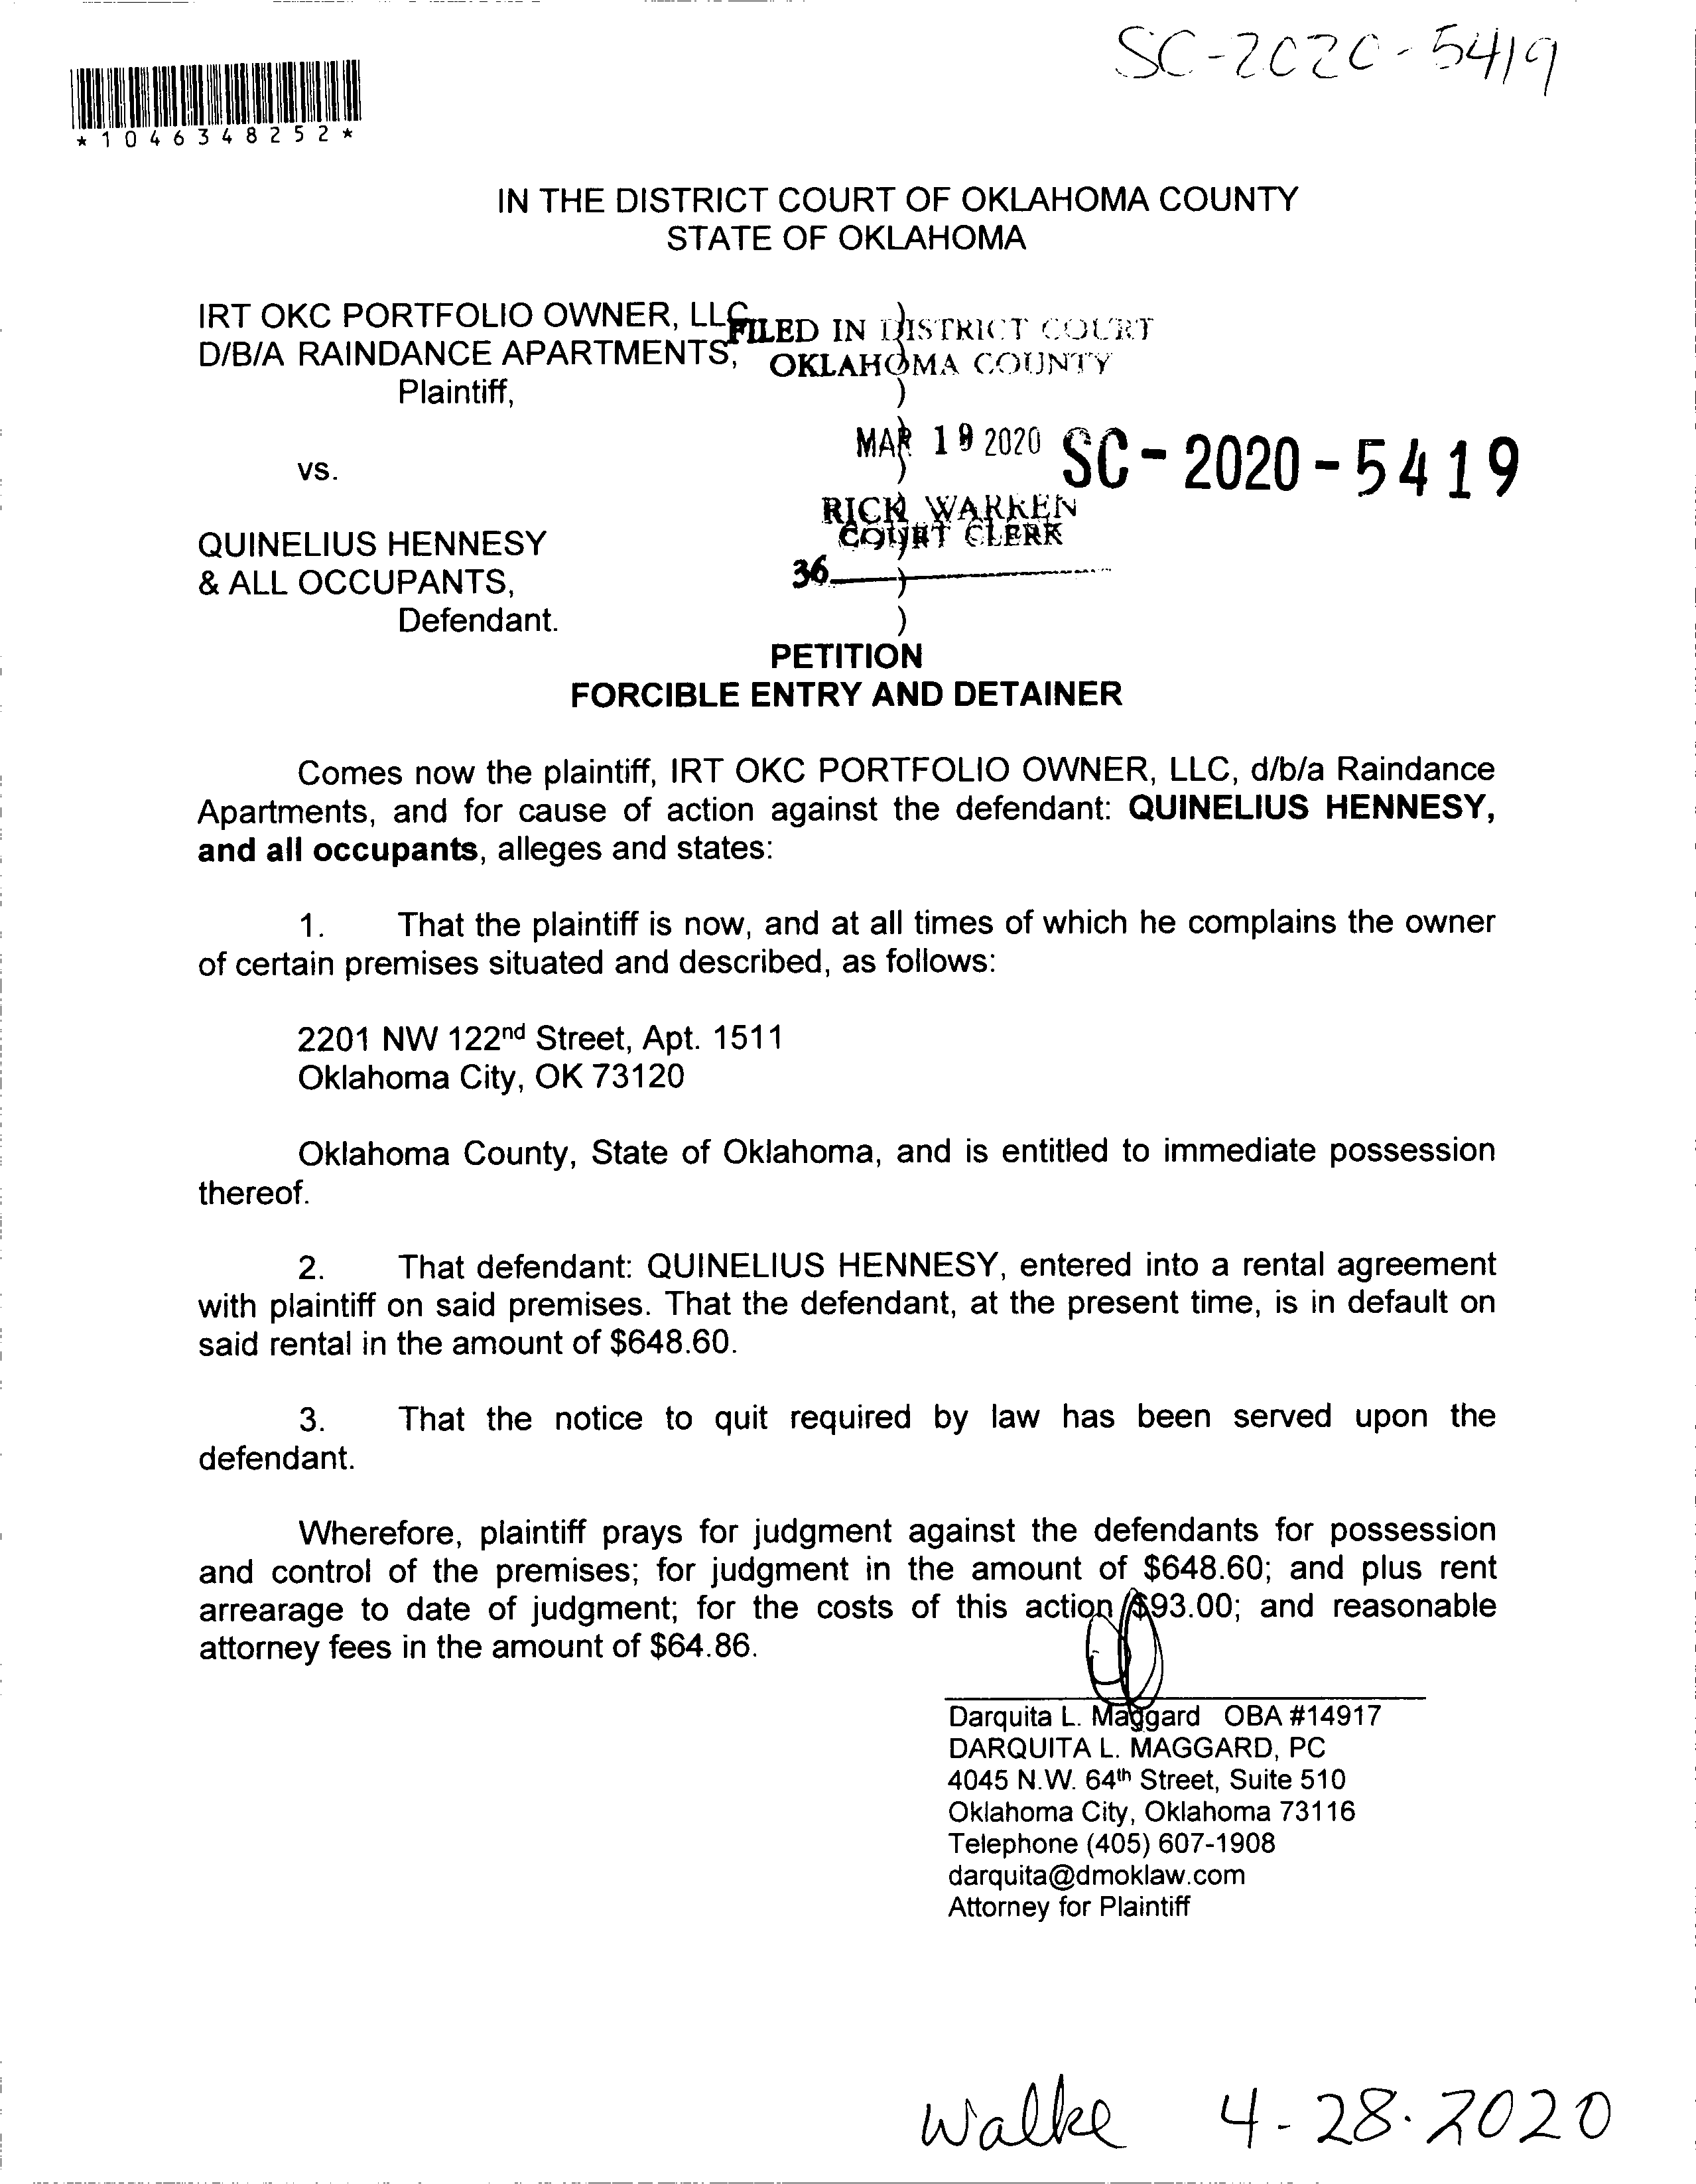 SC-2020-5419
*1046348252*
IN THE DISTRICT COURT OF OKLAHOMA COUNTY
STATE OF OKLAHOMA
IRT OKC PORTFOLIO OWNER, LLC )
FILED IN DISTRICT COURT
D/B/A RAINDANCE APARTMENTS, )
OKLAHOMA COUNTY
Plaintiff, )
MAR 19 2020 SC-2020-5419
vs. )
RICK WARREN
COURT CLERK
QUINELIUS HENNESY )
36
& ALL OCCUPANTS, )
Defendant. )
PETITION
FORCIBLE ENTRY AND DETAINER
Comes now the plaintiff, IRT OKC PORTFOLIO OWNER, LLC, d/b/a Raindance
Apartments, and for cause of action against the defendant: QUINELIUS HENNESY,
and all occupants, alleges and states:
1. That the plaintiff is now, and at all times of which he complains the owner
of certain premises situated and described, as follows:
2201 NW 122nd Street, Apt. 1511
Oklahoma City, OK 73120
Oklahoma County, State of Oklahoma, and is entitled to immediate possession
thereof.
2. That defendant: QUINELIUS HENNESY, entered into a rental agreement
with plaintiff on said premises. That the defendant, at the present time, is in default on
said rental in the amount of $648.60.
3. That the notice to quit required by law has been served upon the
defendant.
Wherefore, plaintiff prays for judgment against the defendants for possession
and control of the premises; for judgment in the amount of $648.60; and plus rent
arrearage to date of judgment; for the costs of this action $93.00; and reasonable
attorney fees in the amount of $64.86.
Darquita L. Maggard OBA #14917
DARQUITA L. MAGGARD, PC
4045 N.W. 64th Street, Suite 510
Oklahoma City, Oklahoma 73116
Telephone (405) 607-1908
darquita@dmoklaw.com
Attorney for Plaintiff
Walke 4-28-2020